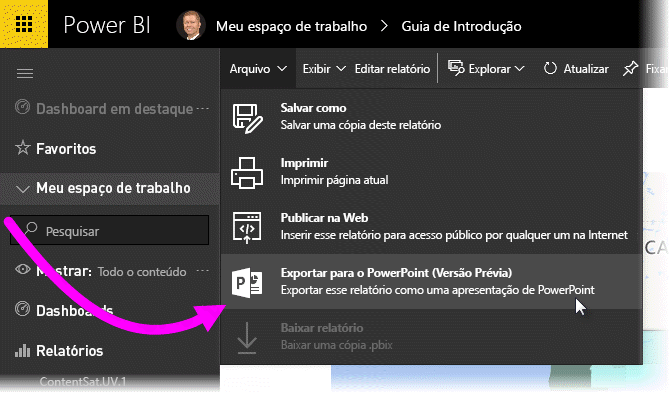 Power BI
Meu espaço de trabalho > Guia de Introdução
Arquivo Exibir Editar relatório Explorar Atualizar Fixar
Dashboard em destaque ...
Salvar como
Salvar uma cópia deste relatório
Favoritos
Imprimir
Imprimir página atual
Meu espaço de trabalho
Pesquisar
Publicar na Web
Inserir esse relatório para acesso público por qualquer um na Internet
CA
Mostrar: Todo o conteúdo ...
Exportar para o PowerPoint (Versão Prévia)
Exportar esse relatório como uma apresentação de PowerPoint
Dashboards
Baixar relatório
Baixar uma cópia .pbix
Relatórios
ContentSat.UV.1